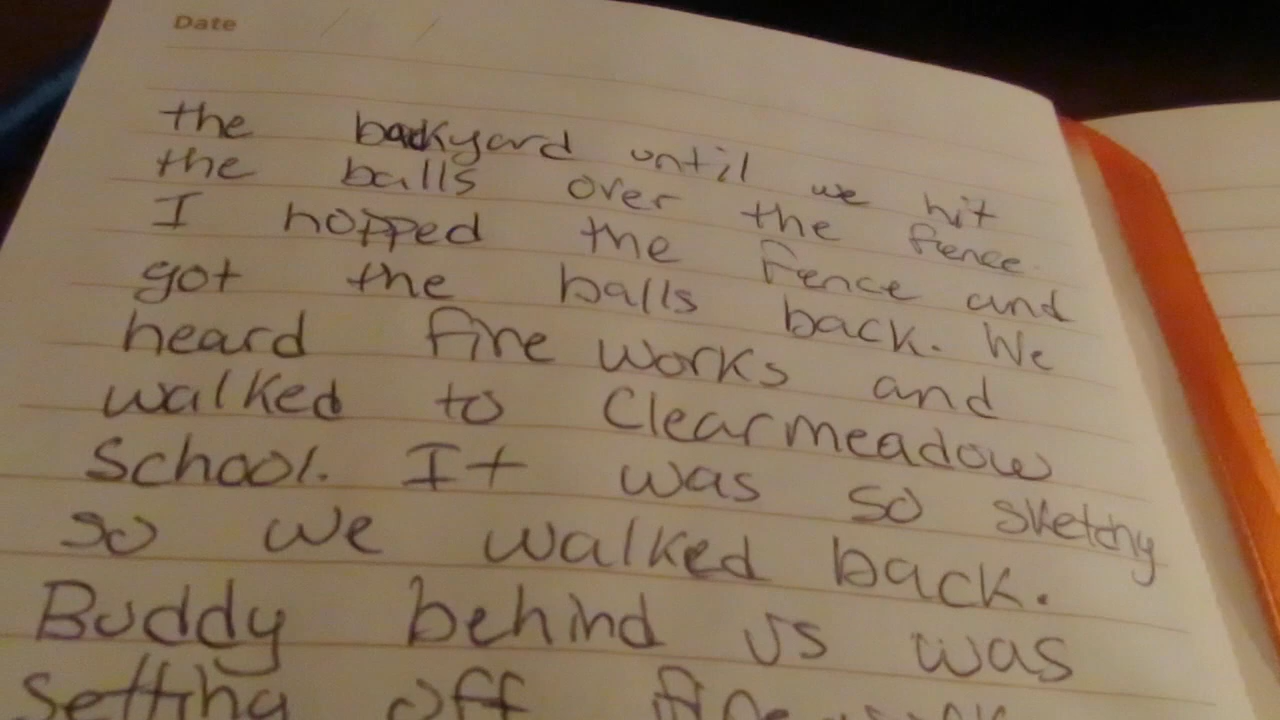 Date
the backyard until we hit
the balls over the fence.
I hopped the fence and
got the balls back. We
heard fire works and
walked to Clearmeadow
School. It was so sketchy
so we walked back.
Buddy behind us was
setting off